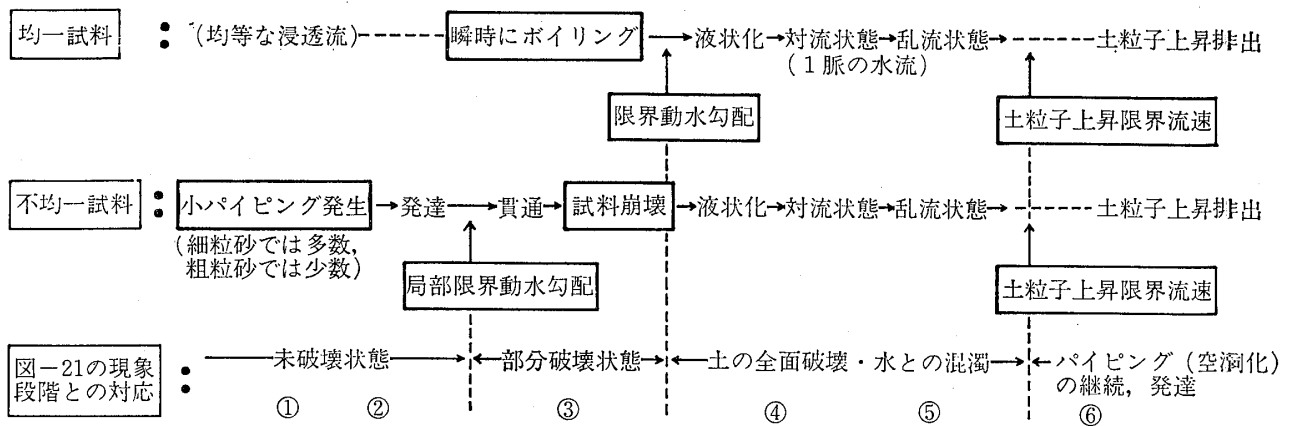 均一試料 : (均等な浸透流) 瞬時にボイリング →液状化→対流状態→乱流状態→ 土粒子上昇排出
(1脈の水流)
限界動水勾配 土粒子上昇限界流速
不均一試料 : 小パイピング発生 →発達→貫通→ 試料崩壊 →液状化→対流状態→乱流状態→ 土粒子上昇排出
(細粒砂では多数,
粗粒砂では少数)
局部限界動水勾配 土粒子上昇限界流速
図-21の現象
段階との対応 :
未破壊状態 部分破壊状態 土の全面破壊・水との混濁 パイピング(空洞化)
の継続, 発達
① ② ③ ④ ⑤ ⑥